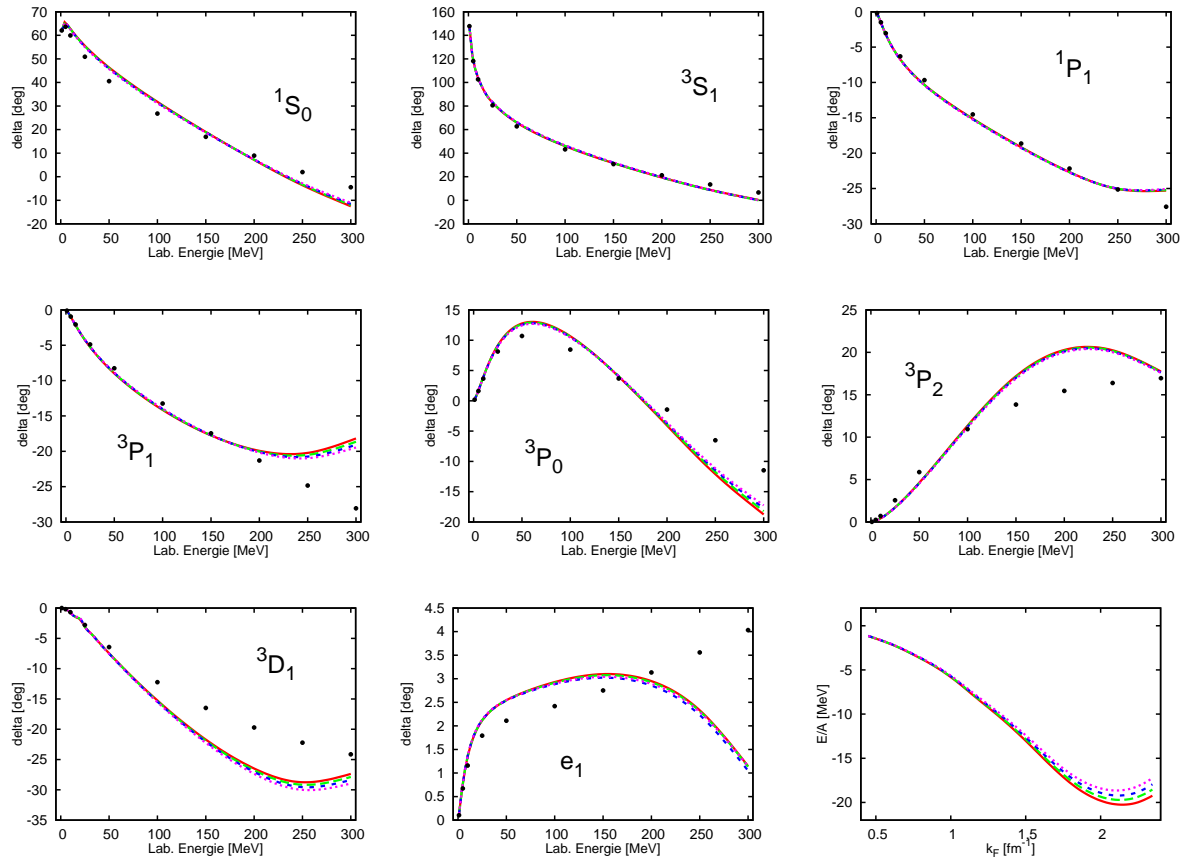 70
60
50
40
30
20
10
0
-10
-20
0 50 100 150 200 250 300
delta [deg]
Lab. Energie [MeV]
1S0
160
140
120
100
80
60
40
20
0
-20
0 50 100 150 200 250 300
delta [deg]
Lab. Energie [MeV]
3S1
0
-5
-10
-15
-20
-25
-30
0 50 100 150 200 250 300
delta [deg]
Lab. Energie [MeV]
1P1
0
-5
-10
-15
-20
-25
-30
0 50 100 150 200 250 300
delta [deg]
Lab. Energie [MeV]
3P1
15
10
5
0
-5
-10
-15
-20
0 50 100 150 200 250 300
delta [deg]
Lab. Energie [MeV]
3P0
25
20
15
10
5
0
0 50 100 150 200 250 300
delta [deg]
Lab. Energie [MeV]
3P2
0
-5
-10
-15
-20
-25
-30
-35
0 50 100 150 200 250 300
delta [deg]
Lab. Energie [MeV]
3D1
4.5
4
3.5
3
2.5
2
1.5
1
0.5
0
0 50 100 150 200 250 300
delta [deg]
Lab. Energie [MeV]
e1
0
-5
-10
-15
-20
0.5 1 1.5 2
E/A [MeV]
kF [fm-1]